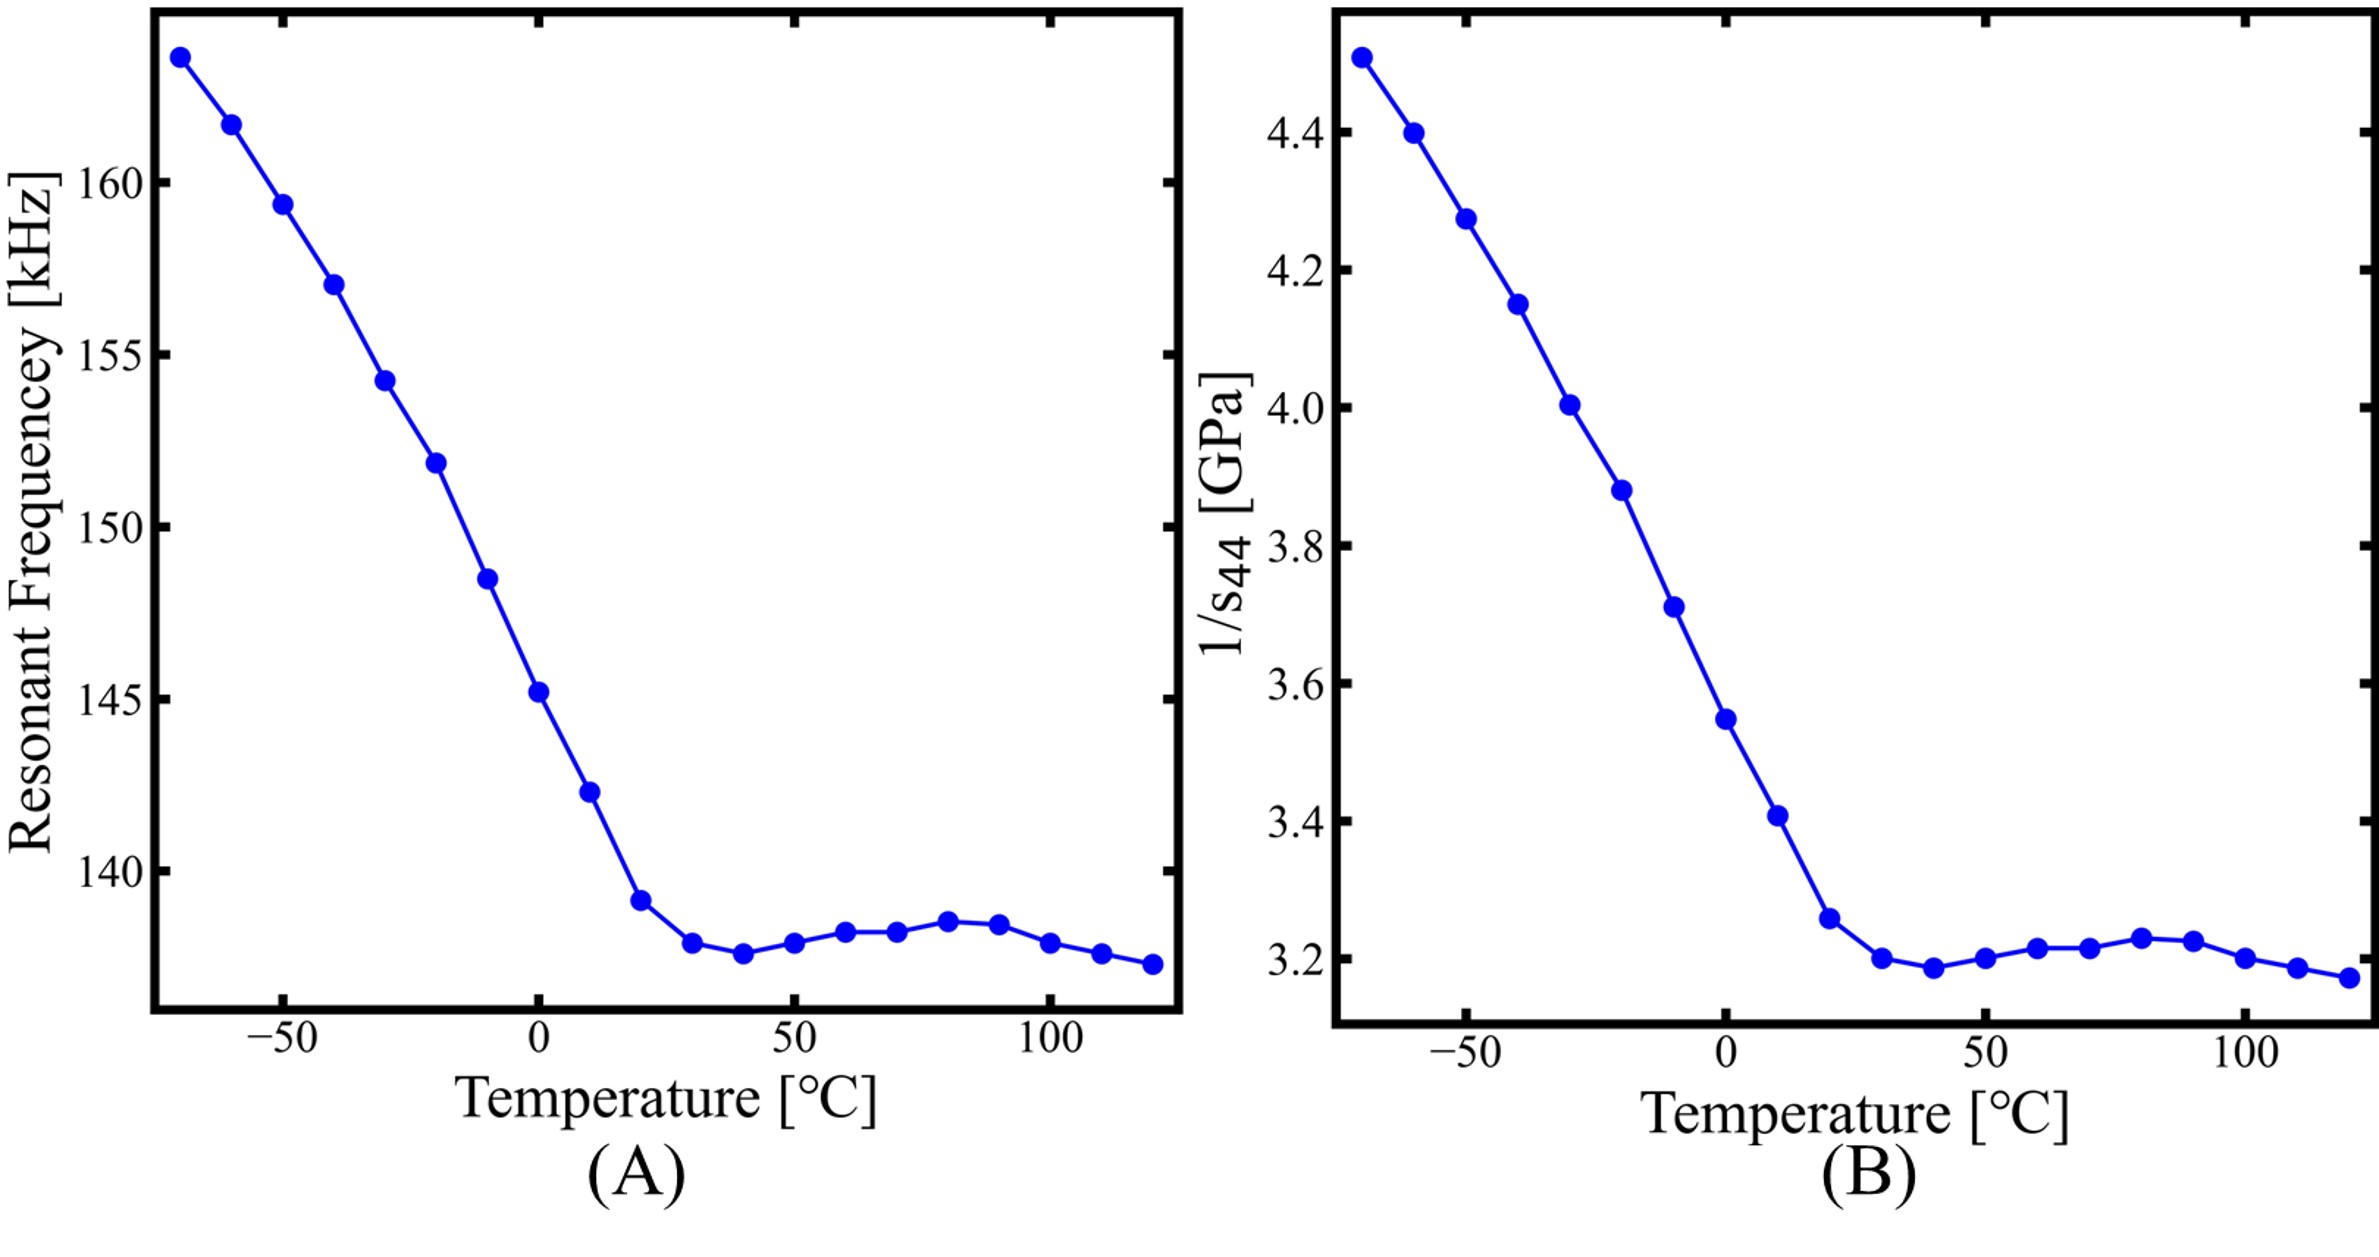 Resonant Frequencey [kHz]
160
155
150
145
140
−50 0 50 100
Temperature [°C]
(A)
1/s44 [GPa]
4.4
4.2
4.0
3.8
3.6
3.4
3.2
−50 0 50 100
Temperature [°C]
(B)